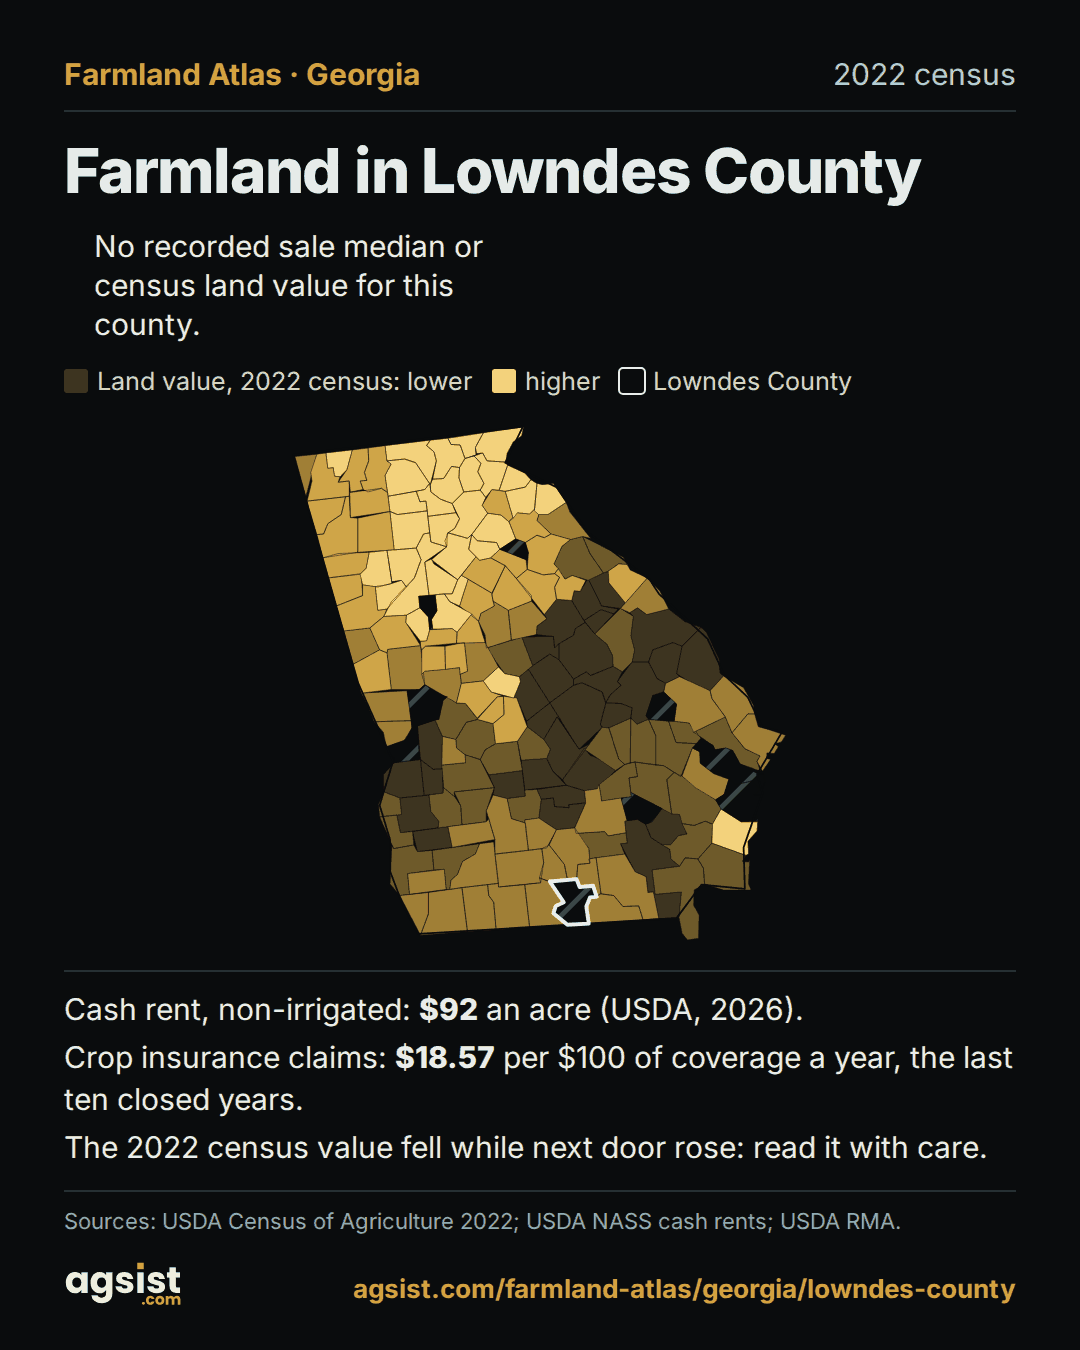 Farmland Atlas · Georgia
2022 census
Farmland in Lowndes County
No recorded sale median or
census land value for this
county.
Land value, 2022 census: lower
higher
Lowndes County
Cash rent, non-irrigated: $92 an acre (USDA, 2026).
Crop insurance claims: $18.57 per $100 of coverage a year, the last
ten closed years.
The 2022 census value fell while next door rose: read it with care.
Sources: USDA Census of Agriculture 2022; USDA NASS cash rents; USDA RMA.
agsist
.com
agsist.com/farmland-atlas/georgia/lowndes-county